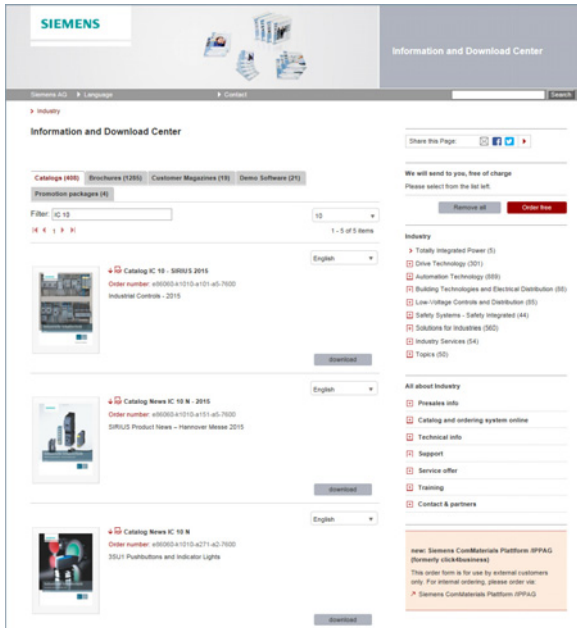 SIEMENS
Information and Download Center
Siemens AG Language Contact Search
Industry
Information and Download Center
Catalogs (400) Brochures (1205) Customer Magazines (19) Demo Software (21)
Promotion packages (4)
Filter: IC 10
10
1
1 - 5 of 5 items
English
Catalog IC 10 - SIRIUS 2015
Order number: e86060-k1010-a101-a5-7600
Industrial Controls - 2015
download
English
Catalog News IC 10 N - 2015
Order number: e86060-k1010-a151-a5-7600
SIRIUS Product News – Hannover Messe 2015
download
English
Catalog News IC 10 N
Order number: e86060-k1010-a271-a2-7600
3SU1 Pushbuttons and Indicator Lights
download
Share this Page:
We will send to you, free of charge
Please select from the list left.
Remove all Order free
Industry
Totally Integrated Power (5)
Drive Technology (301)
Automation Technology (889)
Building Technologies and Electrical Distribution (88)
Low-Voltage Controls and Distribution (85)
Safety Systems - Safety Integrated (44)
Solutions for Industries (560)
Industry Services (54)
Topics (50)
All about Industry
Presales info
Catalog and ordering system online
Technical info
Support
Service offer
Training
Contact & partners
new: Siemens ComMaterials Plattform /IPPAG
(formerly click4business)
This order form is for use by external customers
only. For internal ordering, please order via:
Siemens ComMaterials Plattform /IPPAG